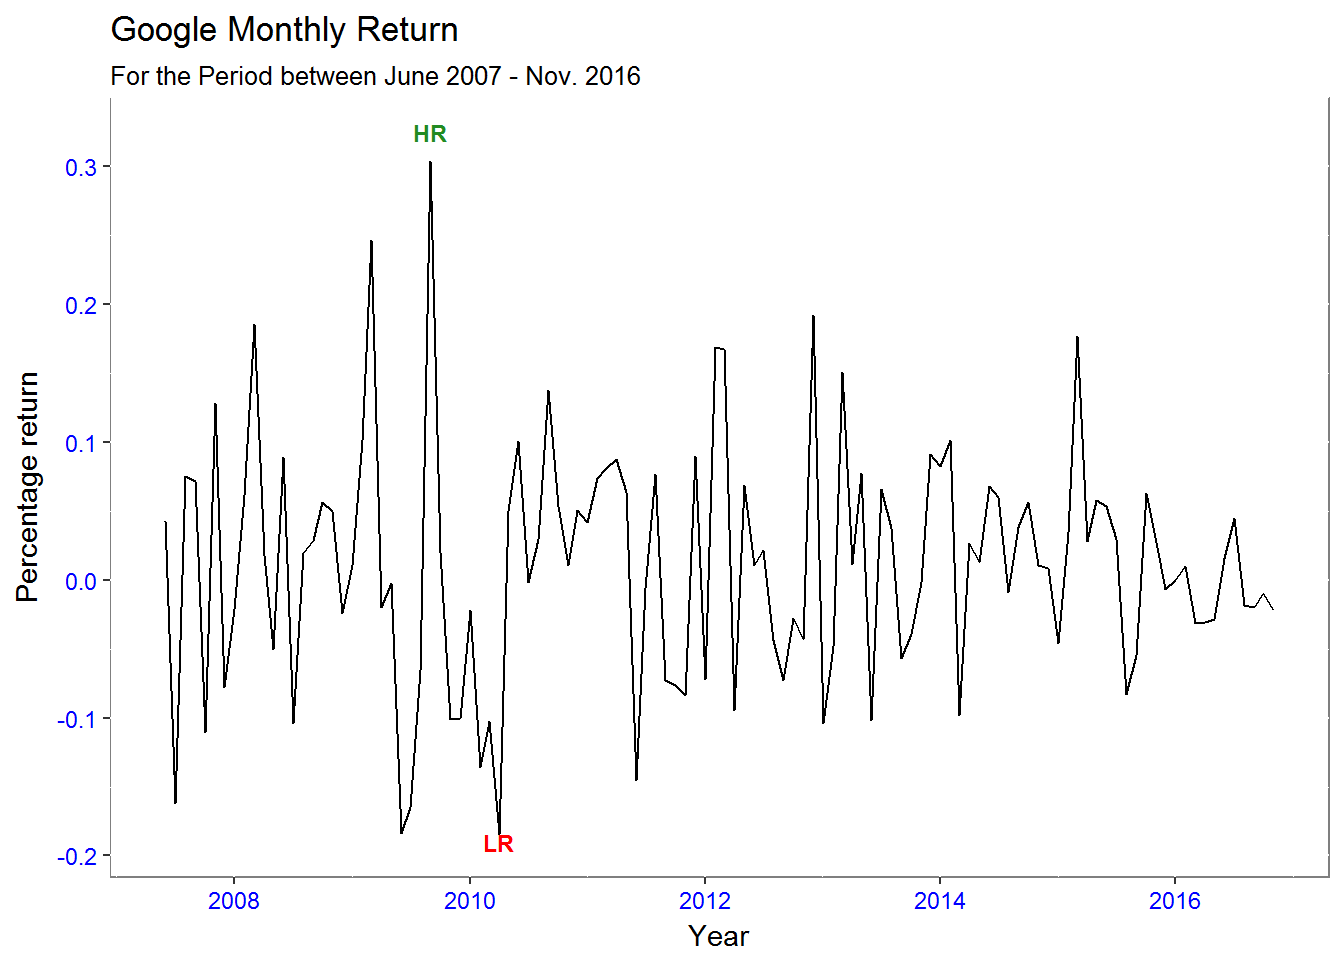 Google Monthly Return
For the Period between June 2007 - Nov. 2016
HR
0.3
0.2
0.1
0.0
-0.1
-0.2
Percentage return
LR
2008 2010 2012 2014 2016
Year